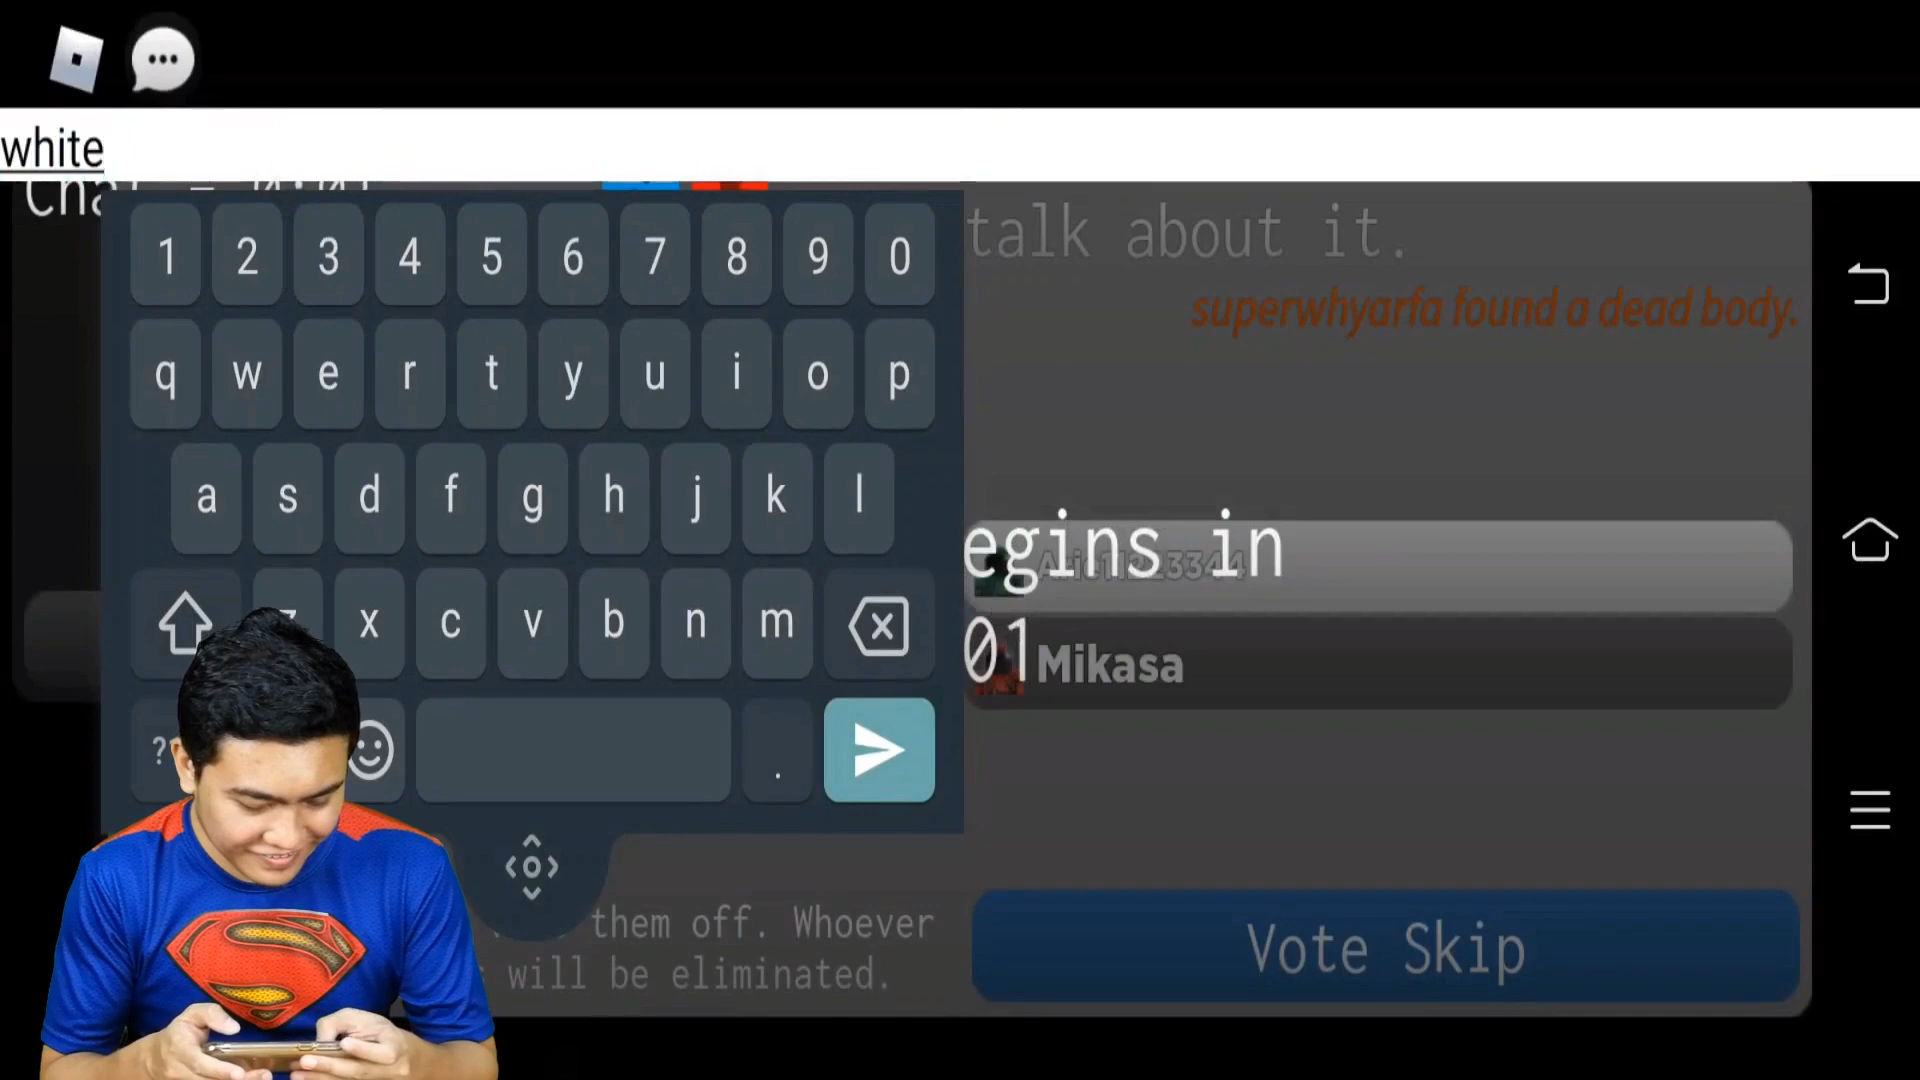 white
talk about it.
superwhyarfa found a dead body.
1 2 3 4 5 6 7 8 9 0
q w e r t y u i o p
a s d f g h j k l
egins in
z x c v b n m
01
Mikasa
.
them off. Whoever
will be eliminated.
Vote Skip